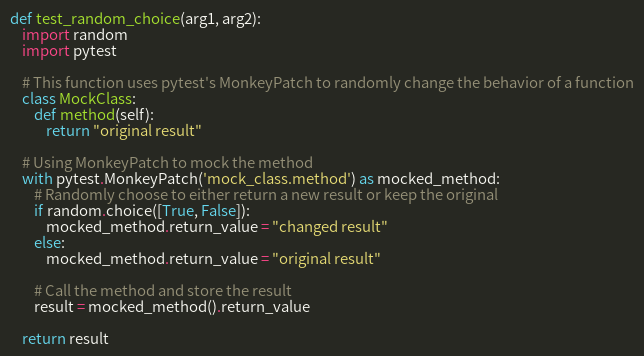 def test_random_choice(arg1, arg2):
    import random
    import pytest

    # This function uses pytest's MonkeyPatch to randomly change the behavior of a function
    class MockClass:
        def method(self):
            return "original result"

    # Using MonkeyPatch to mock the method
    with pytest.MonkeyPatch('mock_class.method') as mocked_method:
        # Randomly choose to either return a new result or keep the original
        if random.choice([True, False]):
            mocked_method.return_value = "changed result"
        else:
            mocked_method.return_value = "original result"

        # Call the method and store the result
        result = mocked_method().return_value

    return result